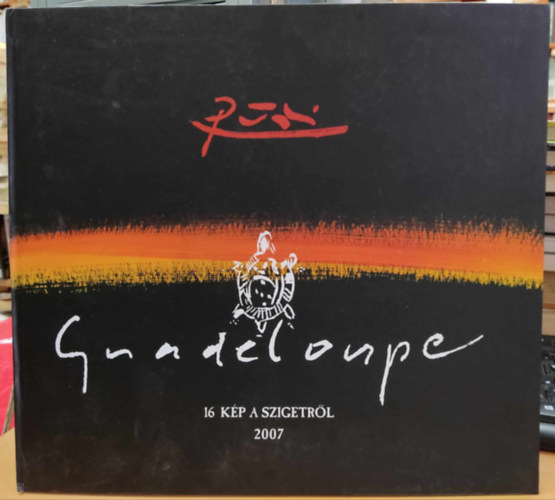 Guadeloupe
16 KÉP A SZIGETRŐL
2007